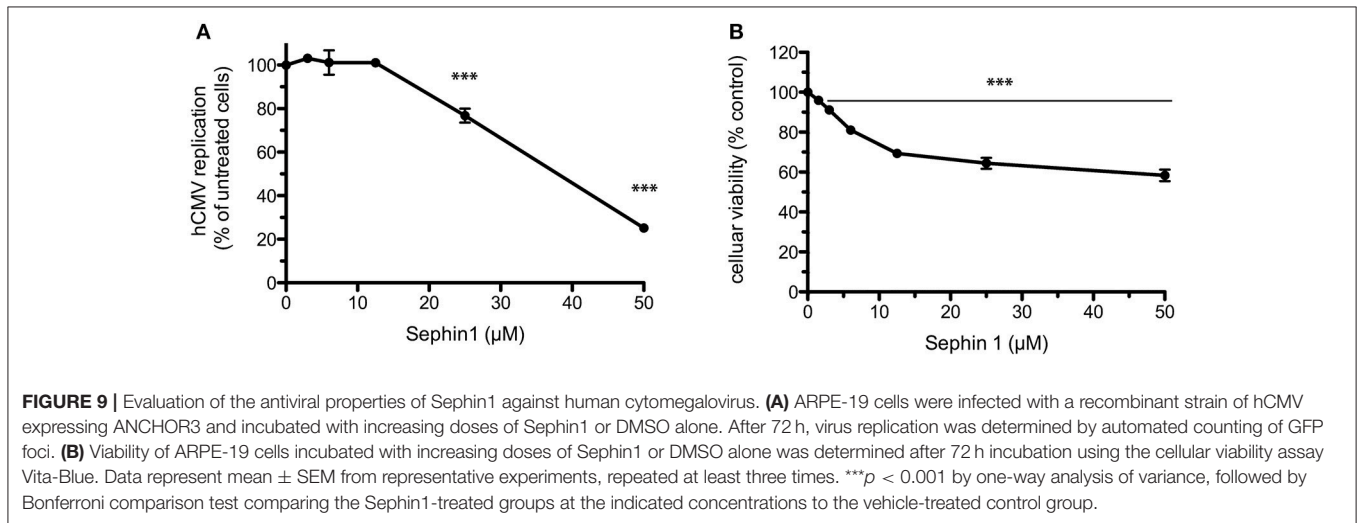 A
hCMV replication
(% of untreated cells)
100
80
60
40
20
0
***
***
0 10 20 30 40 50
Sephin1 (µM)
B
celluar viability (% control)
120
100
80
60
40
20
0
***
0 10 20 30 40 50
Sephin 1 (µM)
FIGURE 9 | Evaluation of the antiviral properties of Sephin1 against human cytomegalovirus. (A) ARPE-19 cells were infected with a recombinant strain of hCMV
expressing ANCHOR3 and incubated with increasing doses of Sephin1 or DMSO alone. After 72 h, virus replication was determined by automated counting of GFP
foci. (B) Viability of ARPE-19 cells incubated with increasing doses of Sephin1 or DMSO alone was determined after 72 h incubation using the cellular viability assay
Vita-Blue. Data represent mean ± SEM from representative experiments, repeated at least three times. ***p < 0.001 by one-way analysis of variance, followed by
Bonferroni comparison test comparing the Sephin1-treated groups at the indicated concentrations to the vehicle-treated control group.